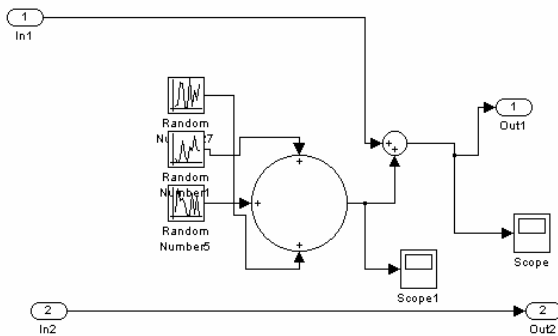 1
In1
Random
Random
Number1
Random
Number5
1
Out1
Scope
Scope1
2
In2
2
Out2
+
+
+
+
+